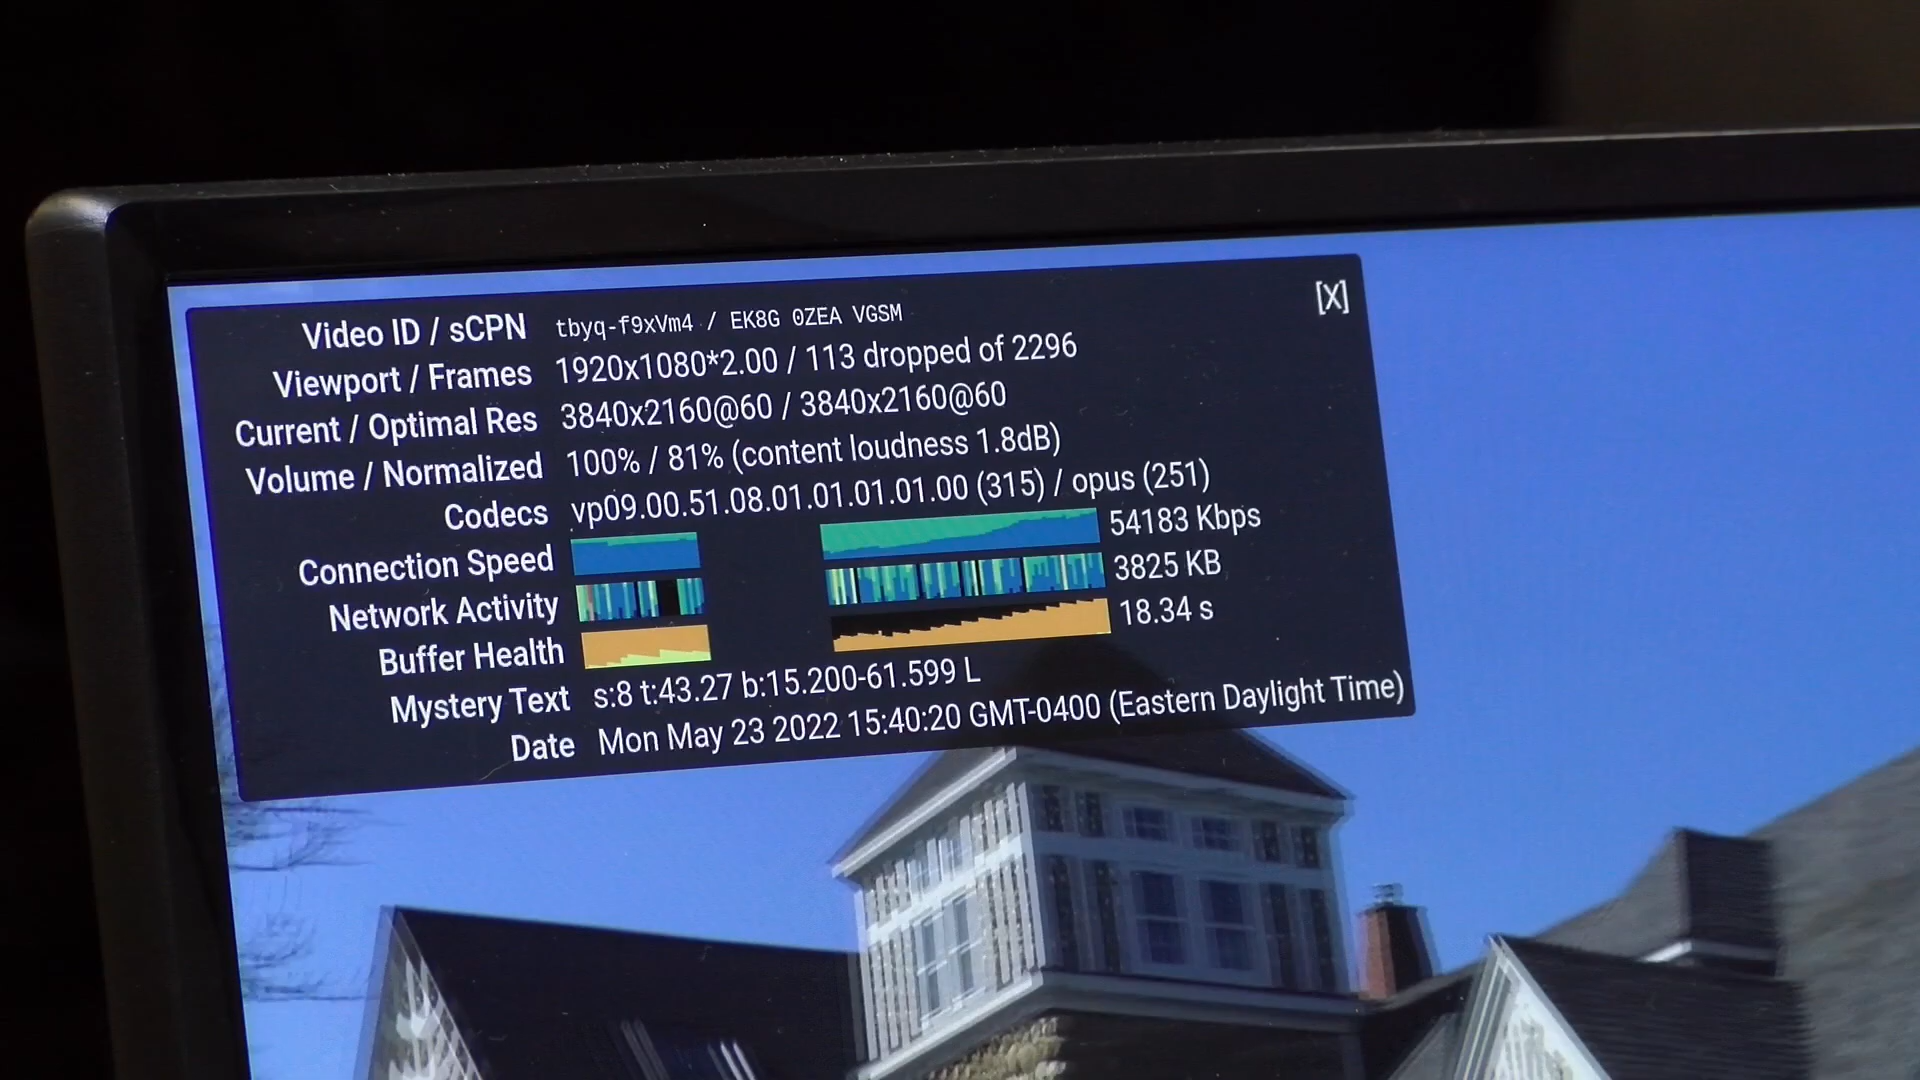 [X]
Video ID / sCPN tbyq-f9xVm4 / EK8G 0ZEA VGSM
Viewport / Frames 1920x1080*2.00 / 113 dropped of 2296
Current / Optimal Res 3840x2160@60 / 3840x2160@60
Volume / Normalized 100% / 81% (content loudness 1.8dB)
Codecs vp09.00.51.08.01.01.01.01.00 (315) / opus (251)
Connection Speed 54183 Kbps
Network Activity 3825 KB
Buffer Health 18.34 s
Mystery Text s:8 t:43.27 b:15.200-61.599 L
Date Mon May 23 2022 15:40:20 GMT-0400 (Eastern Daylight Time)